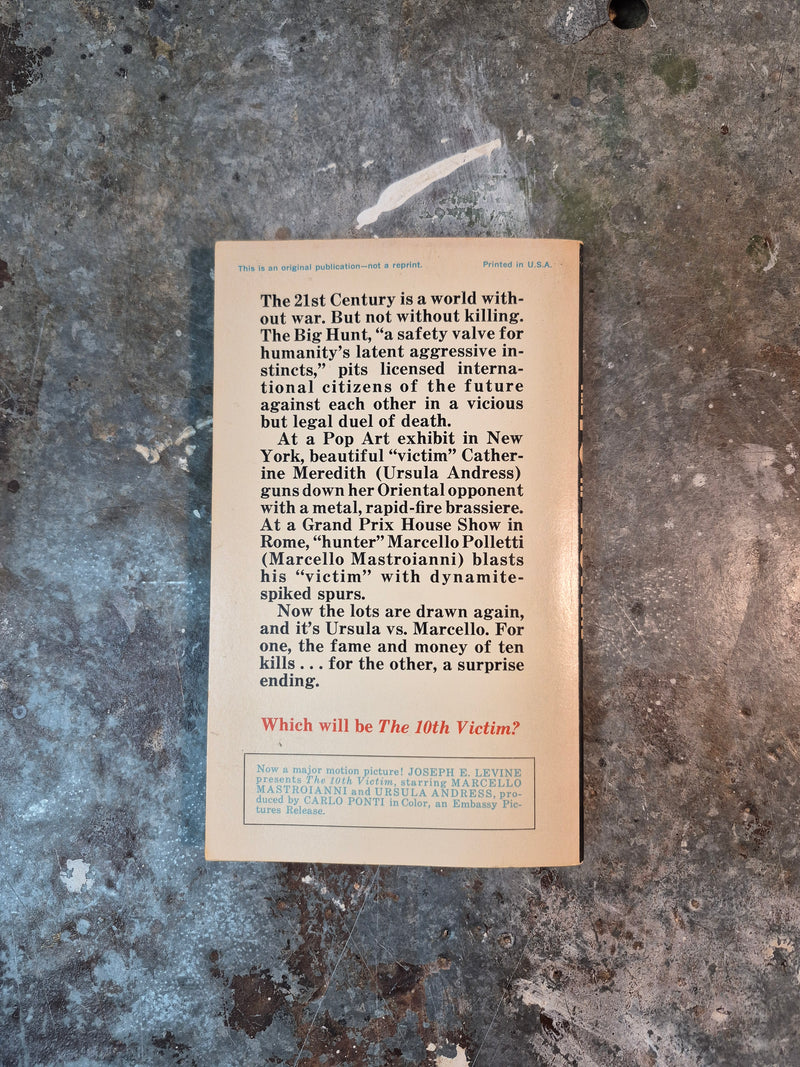 This is an original publication—not a reprint. Printed in U.S.A.
The 21st Century is a world with-
out war. But not without killing.
The Big Hunt, “a safety valve for
humanity’s latent aggressive in-
stincts,” pits licensed interna-
tional citizens of the future
against each other in a vicious
but legal duel of death.
At a Pop Art exhibit in New
York, beautiful “victim” Cather-
ine Meredith (Ursula Andress)
guns down her Oriental opponent
with a metal, rapid-fire brassiere.
At a Grand Prix House Show in
Rome, “hunter” Marcello Polletti
(Marcello Mastroianni) blasts
his “victim” with dynamite-
spiked spurs.
Now the lots are drawn again,
and it’s Ursula vs. Marcello. For
one, the fame and money of ten
kills . . . for the other, a surprise
ending.
Which will be The 10th Victim?
Now a major motion picture! JOSEPH E. LEVINE
presents The 10th Victim, starring MARCELLO
MASTROIANNI and URSULA ANDRESS, pro-
duced by CARLO PONTI in Color, an Embassy Pic-
tures Release.